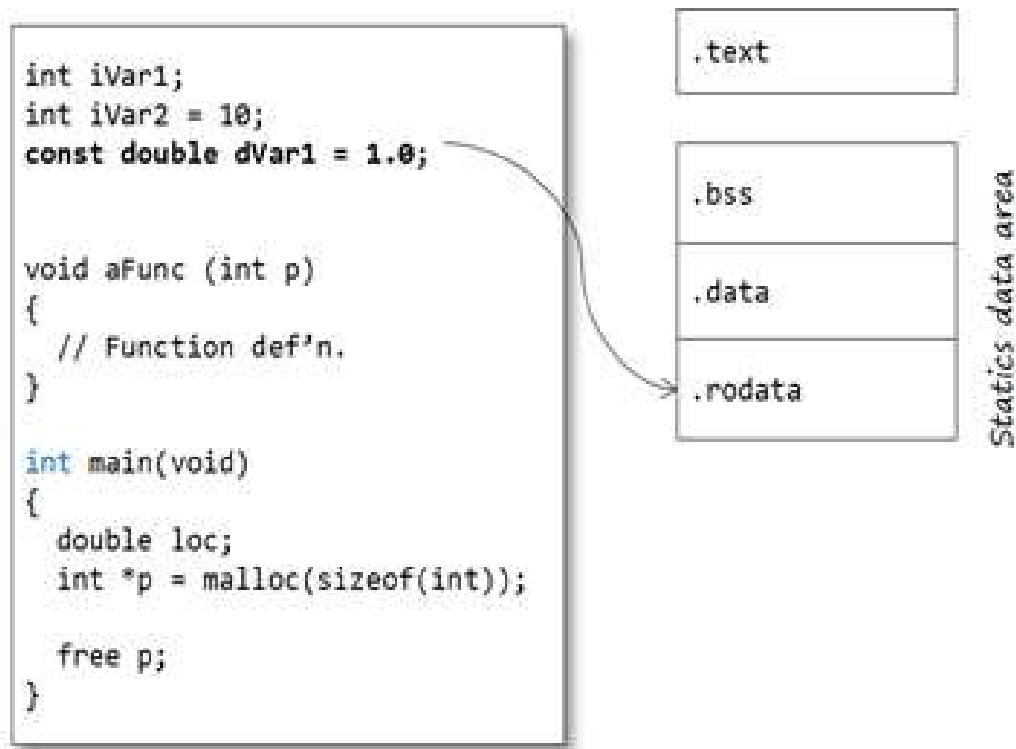 int iVar1;
int iVar2 = 10;
const double dVar1 = 1.0;
void aFunc (int p)
{
// Function def'n.
}
int main(void)
{
double loc;
int *p = malloc(sizeof(int));
free p;
}
.text
.bss
.data
.rodata
Statics data area